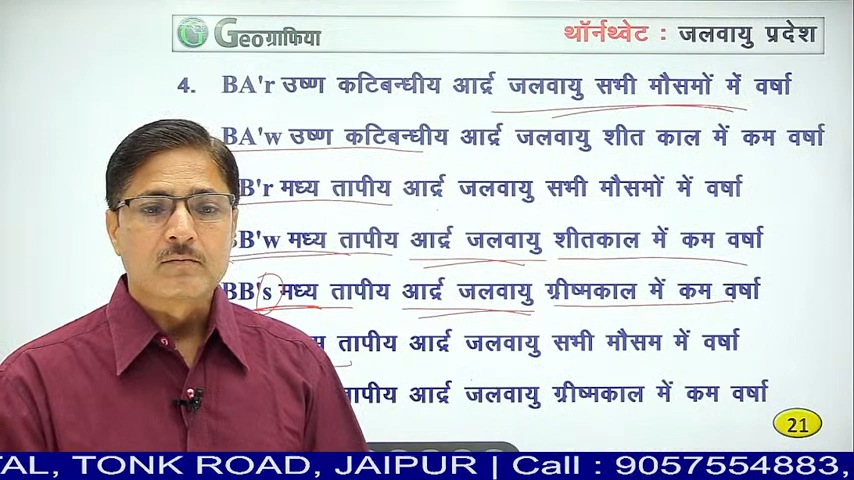 Geoग्राफिया
थॉर्नथ्वेट : जलवायु प्रदेश
4. BA'r उष्ण कटिबन्धीय आर्द्र जलवायु सभी मौसमों में वर्षा
BA'w उष्ण कटिबन्धीय आर्द्र जलवायु शीत काल में कम वर्षा
B'r मध्य तापीय आर्द्र जलवायु सभी मौसमों में वर्षा
B'w मध्य तापीय आर्द्र जलवायु शीतकाल में कम वर्षा
BB's मध्य तापीय आर्द्र जलवायु ग्रीष्मकाल में कम वर्षा
तापीय आर्द्र जलवायु सभी मौसम में वर्षा
तापीय आर्द्र जलवायु ग्रीष्मकाल में कम वर्षा
21
TAL, TONK ROAD, JAIPUR | Call : 9057554883,